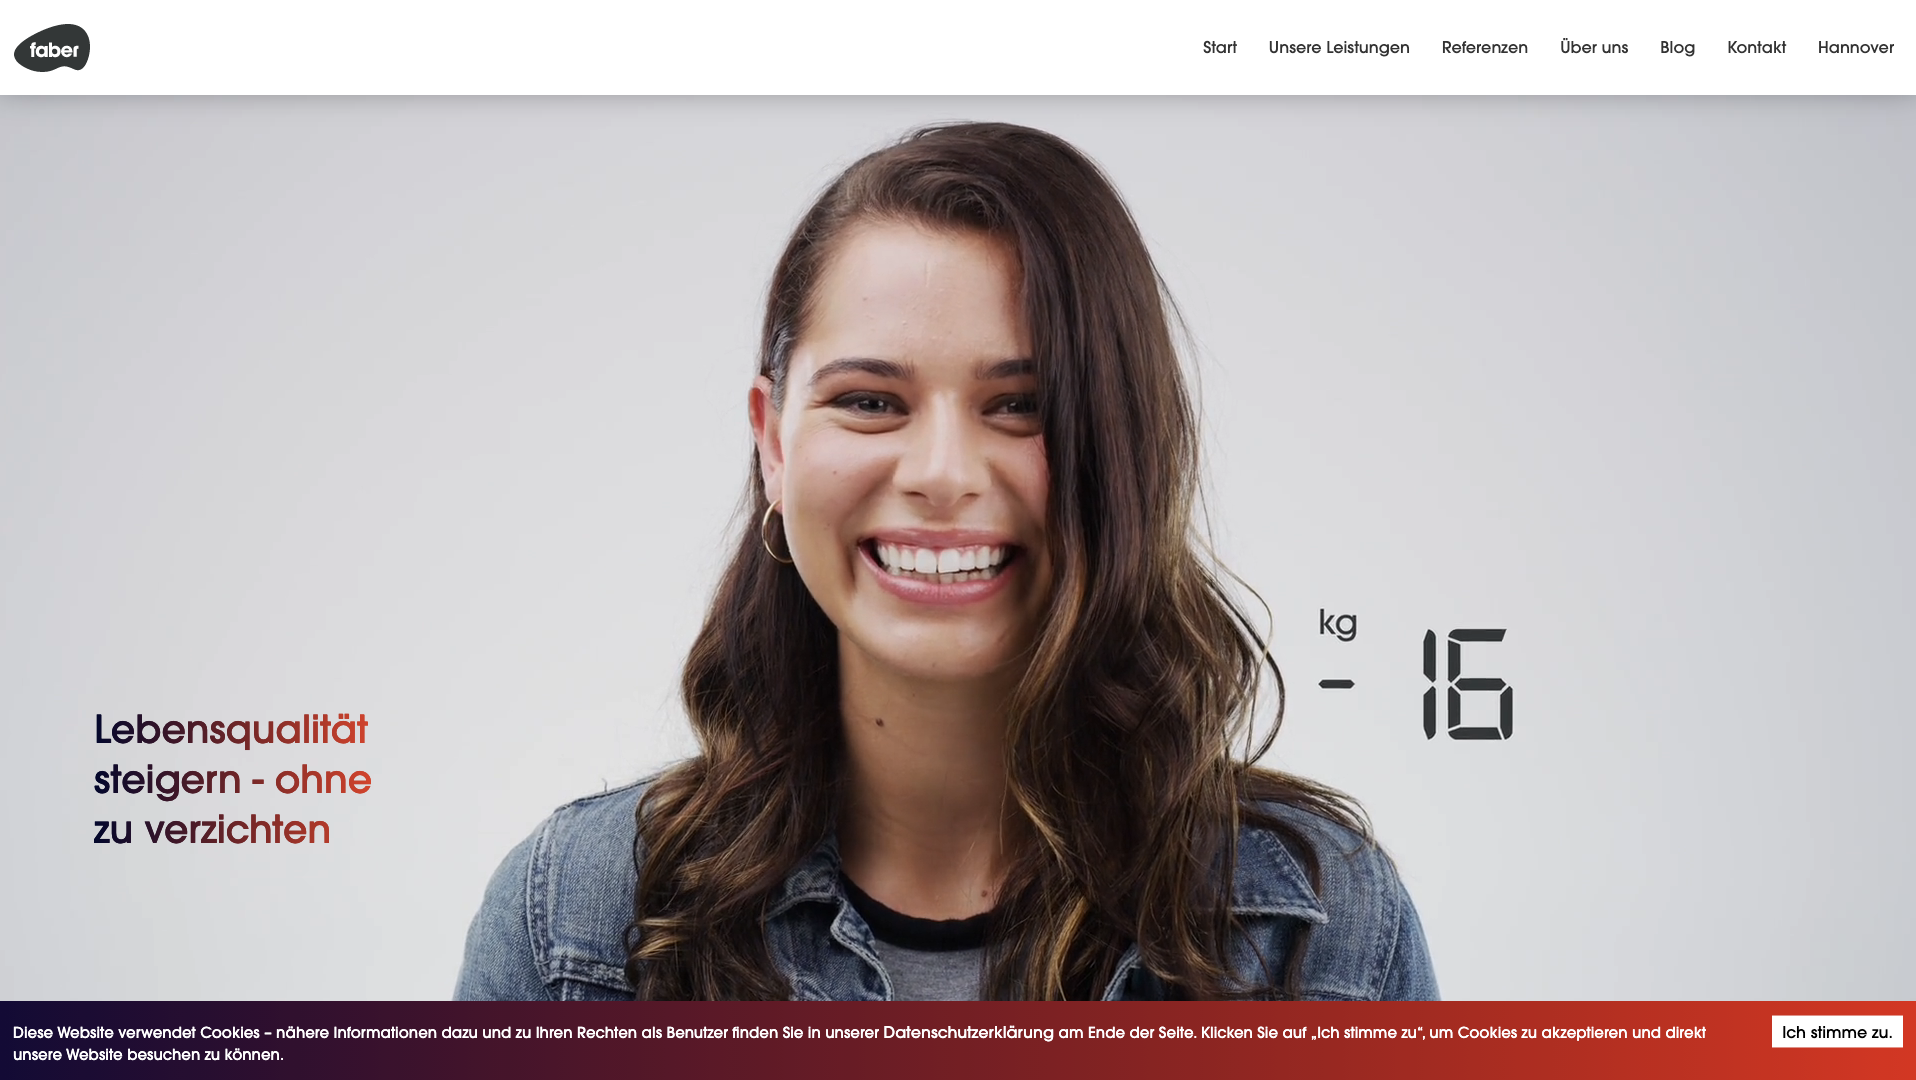 faber
Start
Unsere Leistungen
Referenzen
Über uns
Blog
Kontakt
Hannover
kg
- 16
Lebensqualität
steigern - ohne
zu verzichten
Diese Website verwendet Cookies – nähere Informationen dazu und zu Ihren Rechten als Benutzer finden Sie in unserer Datenschutzerklärung am Ende der Seite. Klicken Sie auf „Ich stimme zu“, um Cookies zu akzeptieren und direkt
unsere Website besuchen zu können.
Ich stimme zu.